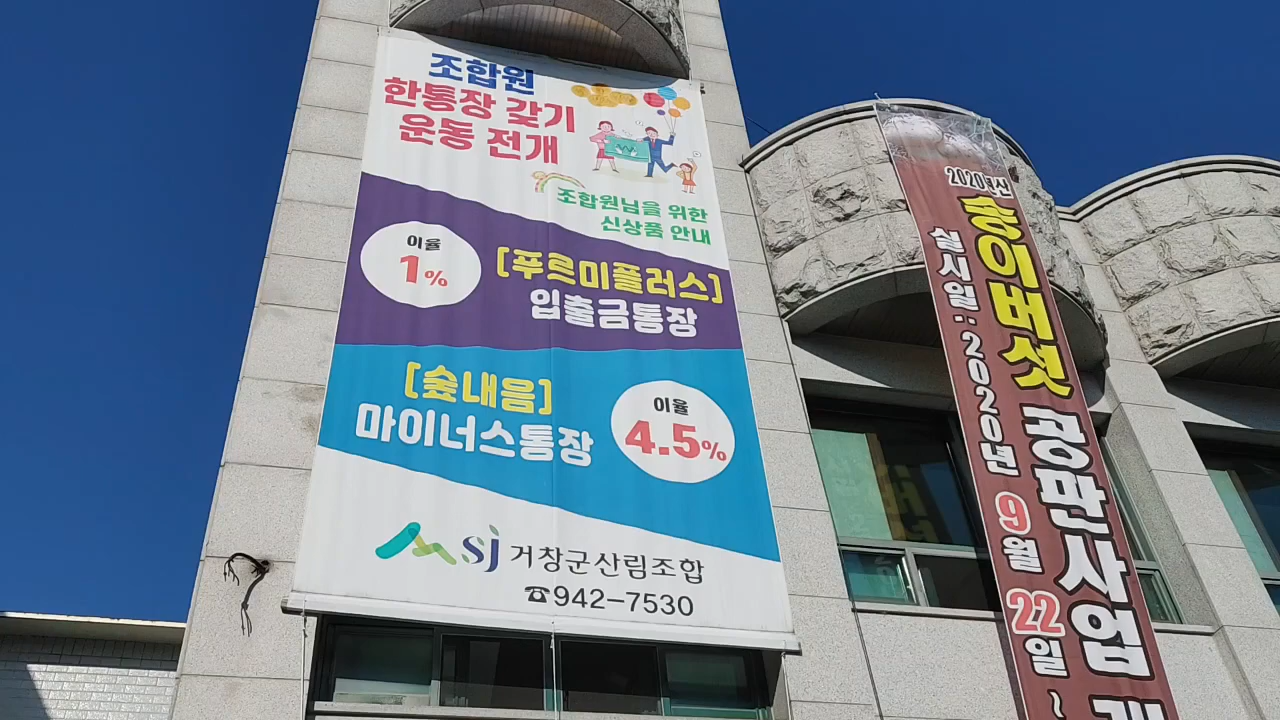 조합원
한통장 갖기
운동 전개
조합원님을 위한
신상품 안내
이율
1%
[푸르미플러스]
입출금통장
[숲내음]
마이너스통장
이율
4.5%
sj 거창군산림조합
☎942-7530
2020년산
송이버섯 공판사업
실시일:2020년 9월 22일~